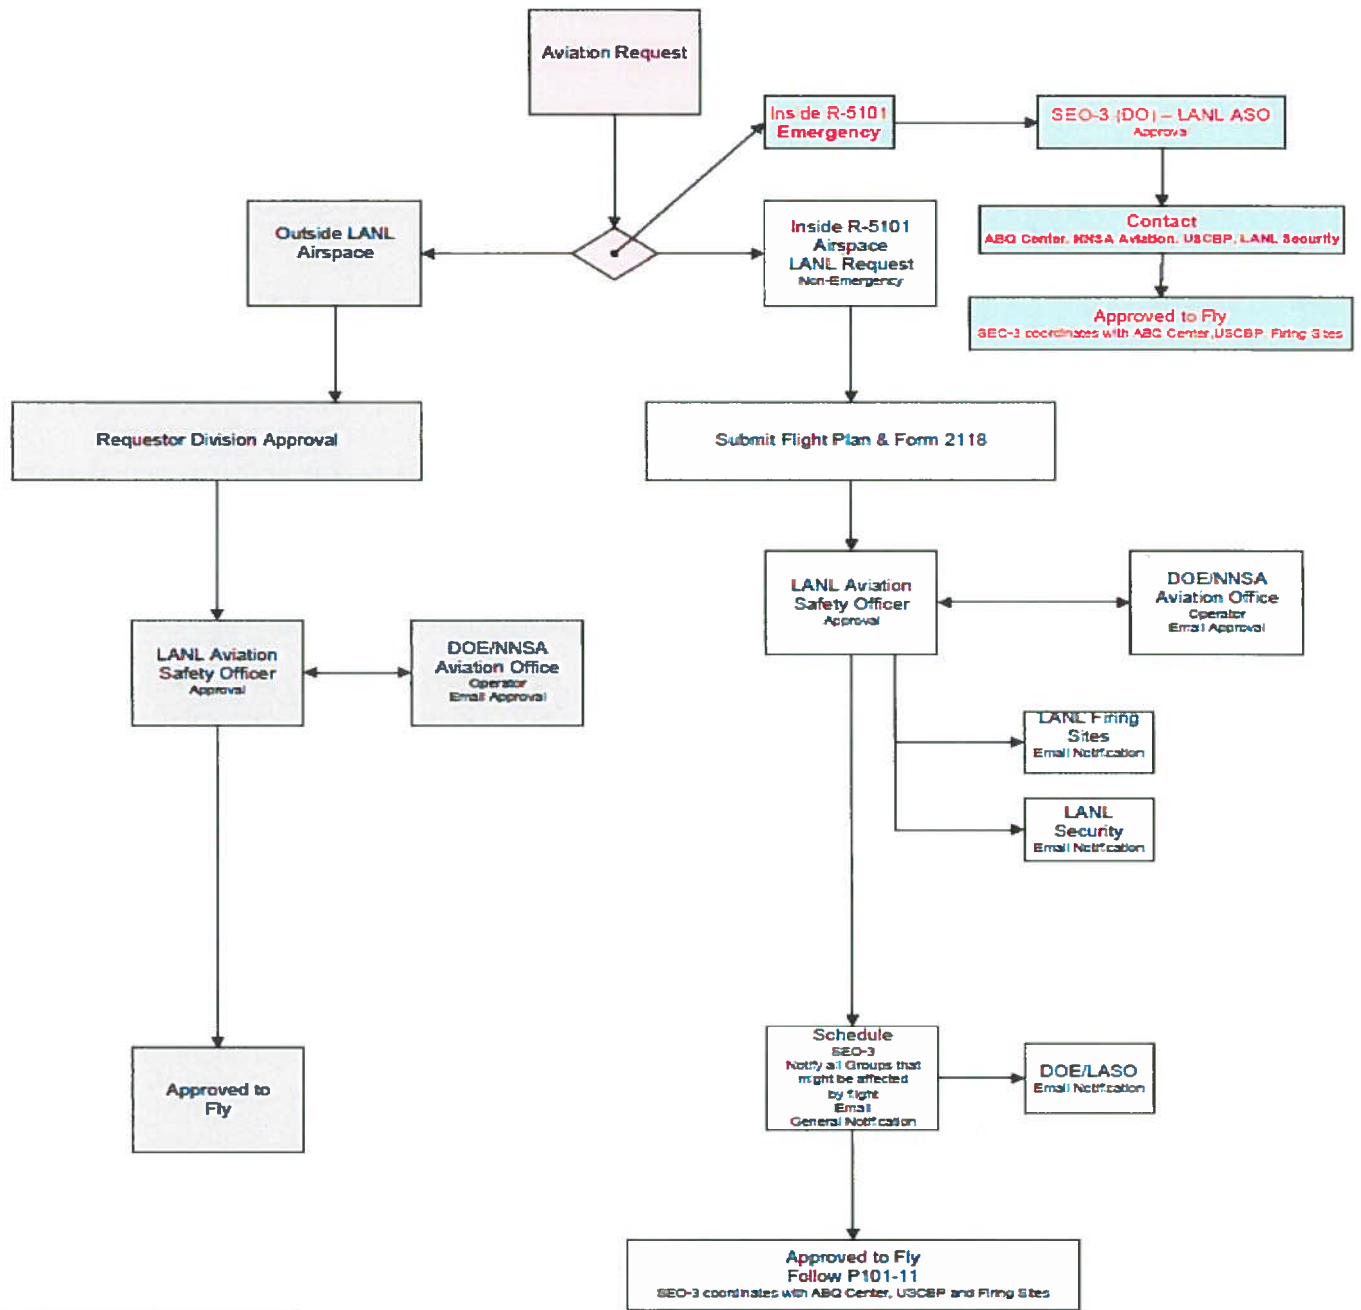 Aviation Request
Inside R-5101
Emergency
SEO-3 (DO) – LANL ASO
Approval
Contact
ABQ Center, NNSA Aviation, USCBP, LANL Security
Approved to Fly
SEO-3 coordinates with ABQ Center, USCBP, Firing Sites
Outside LANL
Airspace
Inside R-5101
Airspace
LANL Request
Non-Emergency
Requestor Division Approval
Submit Flight Plan & Form 2118
LANL Aviation
Safety Officer
Approval
DOE/NNSA
Aviation Office
Operator
Email Approval
LANL Aviation
Safety Officer
Approval
DOE/NNSA
Aviation Office
Operator
Email Approval
LANL Firing
Sites
Email Notification
LANL
Security
Email Notification
Schedule
SEO-3
Notify all Groups that
might be affected
by flight
Email
General Notification
DOE/LASO
Email Notification
Approved to
Fly
Approved to Fly
Follow P101-11
SEO-3 coordinates with ABQ Center, USCBP and Firing Sites